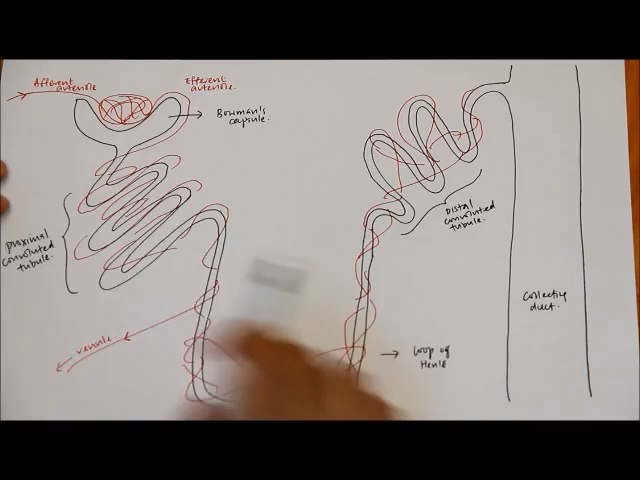 Afferent
arteriole
Efferent
arteriole.
Bowman's
capsule.
proximal
convoluted
tubule.
Distal
convoluted
tubule.
Collecting
duct.
venule.
Loop of
Henle